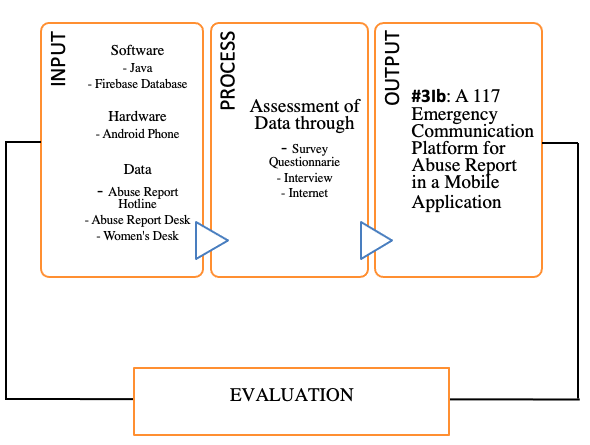 INPUT
Software
- Java
- Firebase Database
Hardware
- Android Phone
Data
- Abuse Report
Hotline
- Abuse Report Desk
- Women's Desk
PROCESS
Assessment of
Data through
- Survey
Questionnarie
- Interview
- Internet
OUTPUT
#3Ib: A 117
Emergency
Communication
Platform for
Abuse Report
in a Mobile
Application
EVALUATION